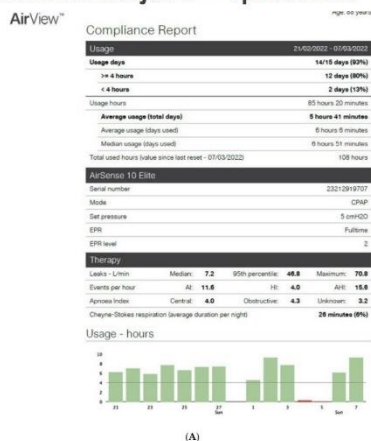 AirView™
Age: 68 years
Compliance Report
Usage 21/02/2022 - 07/03/2022
Usage days 14/15 days (93%)
>= 4 hours 12 days (80%)
< 4 hours 2 days (13%)
Usage hours 85 hours 20 minutes
Average usage (total days) 5 hours 41 minutes
Average usage (days used) 6 hours 6 minutes
Median usage (days used) 6 hours 51 minutes
Total used hours (value since last reset - 07/03/2022) 108 hours
AirSense 10 Elite
Serial number 23212919707
Mode CPAP
Set pressure 5 cmH2O
EPR Fulltime
EPR level 2
Therapy
Leaks - L/min Median: 7.2 95th percentile: 46.8 Maximum: 70.8
Events per hour AI: 11.6 HI: 4.0 AHI: 15.6
Apnoea Index Central: 4.0 Obstructive: 4.3 Unknown: 3.2
Cheyne-Stokes respiration (average duration per night) 26 minutes (6%)
Usage - hours
10
8
6
4
2
0
21 23 25 27 1 3 5 7
Sun Sun
(A)